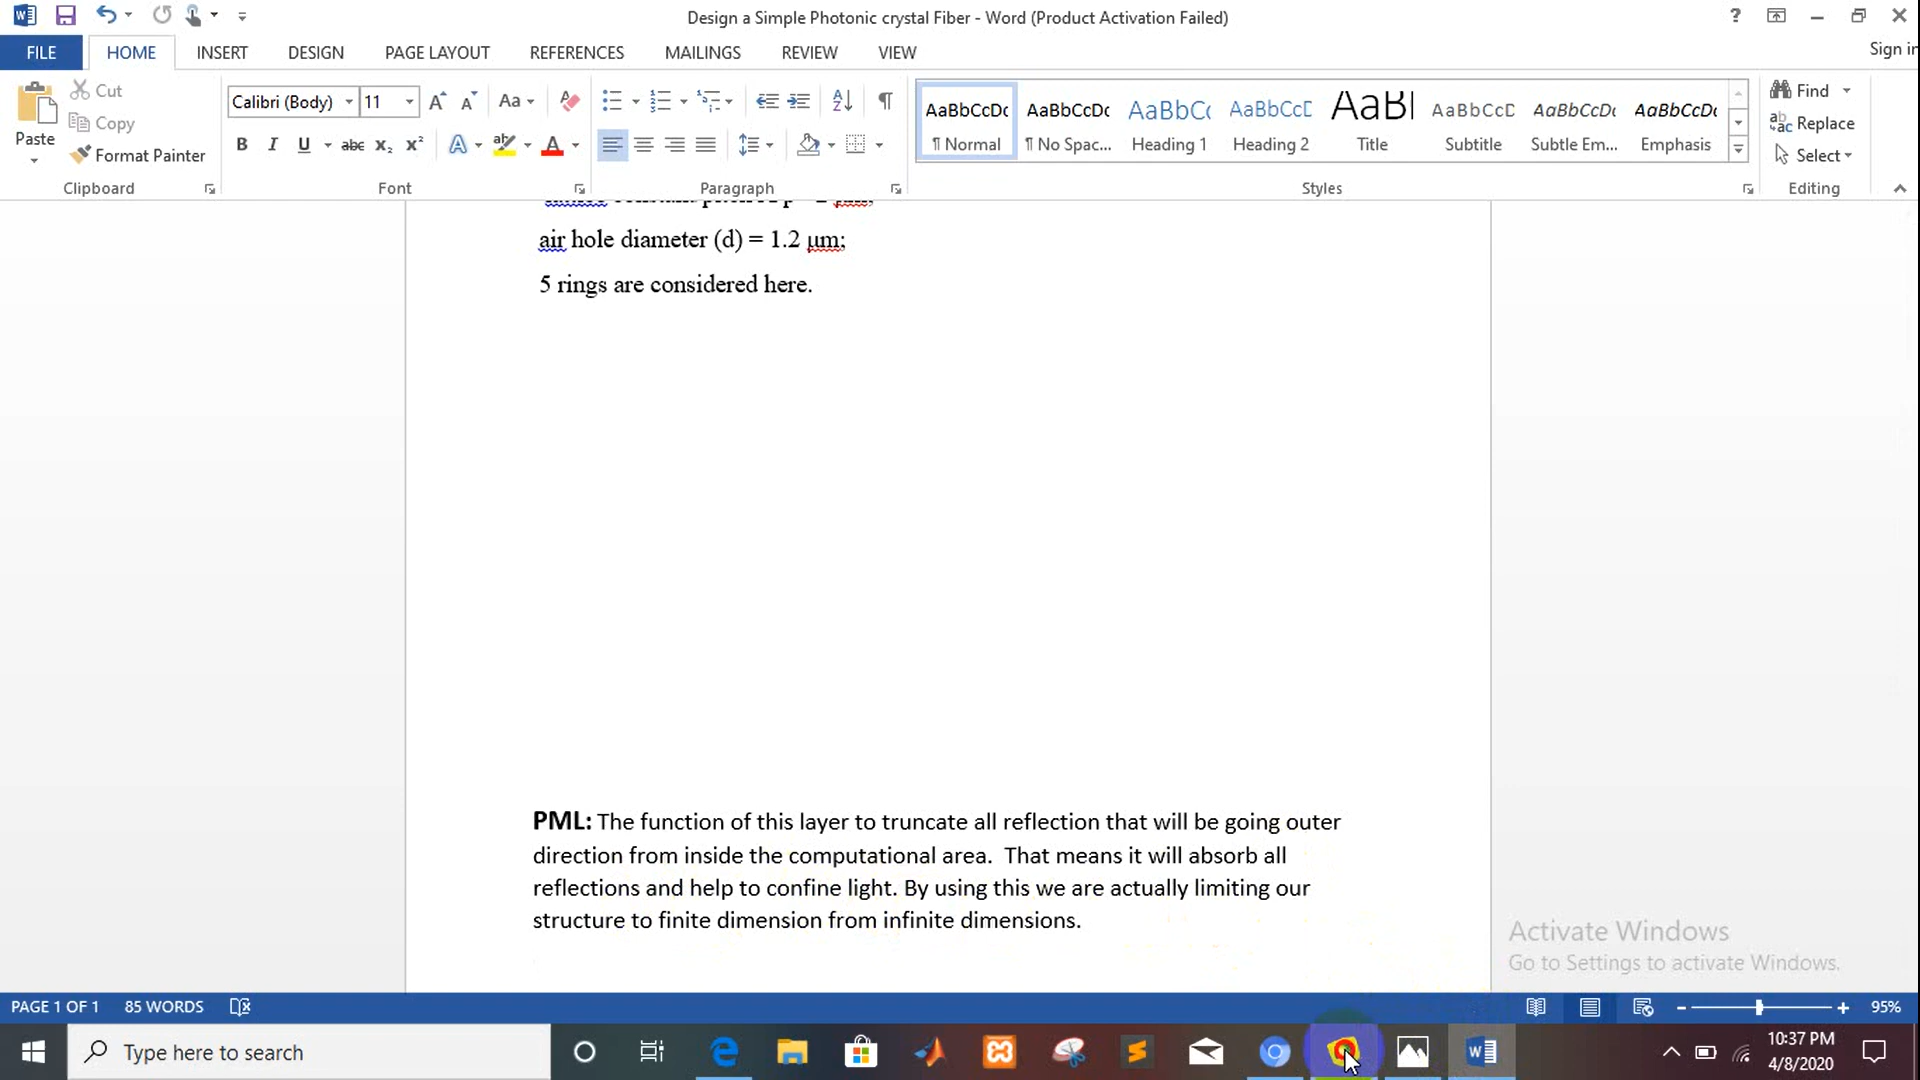 Design a Simple Photonic crystal Fiber - Word (Product Activation Failed)
Sign in
FILE HOME INSERT DESIGN PAGE LAYOUT REFERENCES MAILINGS REVIEW VIEW
Paste
Cut
Copy
Format Painter
Clipboard
Calibri (Body) 11
Font
Paragraph
AaBbCcDc AaBbCcDc AaBbCc AaBbCcD AaBl AaBbCcD AaBbCcDc AaBbCcDc
¶ Normal ¶ No Spac... Heading 1 Heading 2 Title Subtitle Subtle Em... Emphasis
Styles
Find
Replace
Select
Editing
air hole diameter (d) = 1.2 μm;
5 rings are considered here.
PML: The function of this layer to truncate all reflection that will be going outer
direction from inside the computational area. That means it will absorb all
reflections and help to confine light. By using this we are actually limiting our
structure to finite dimension from infinite dimensions.
Activate Windows
Go to Settings to activate Windows.
PAGE 1 OF 1 85 WORDS 95%
Type here to search
10:37 PM
4/8/2020